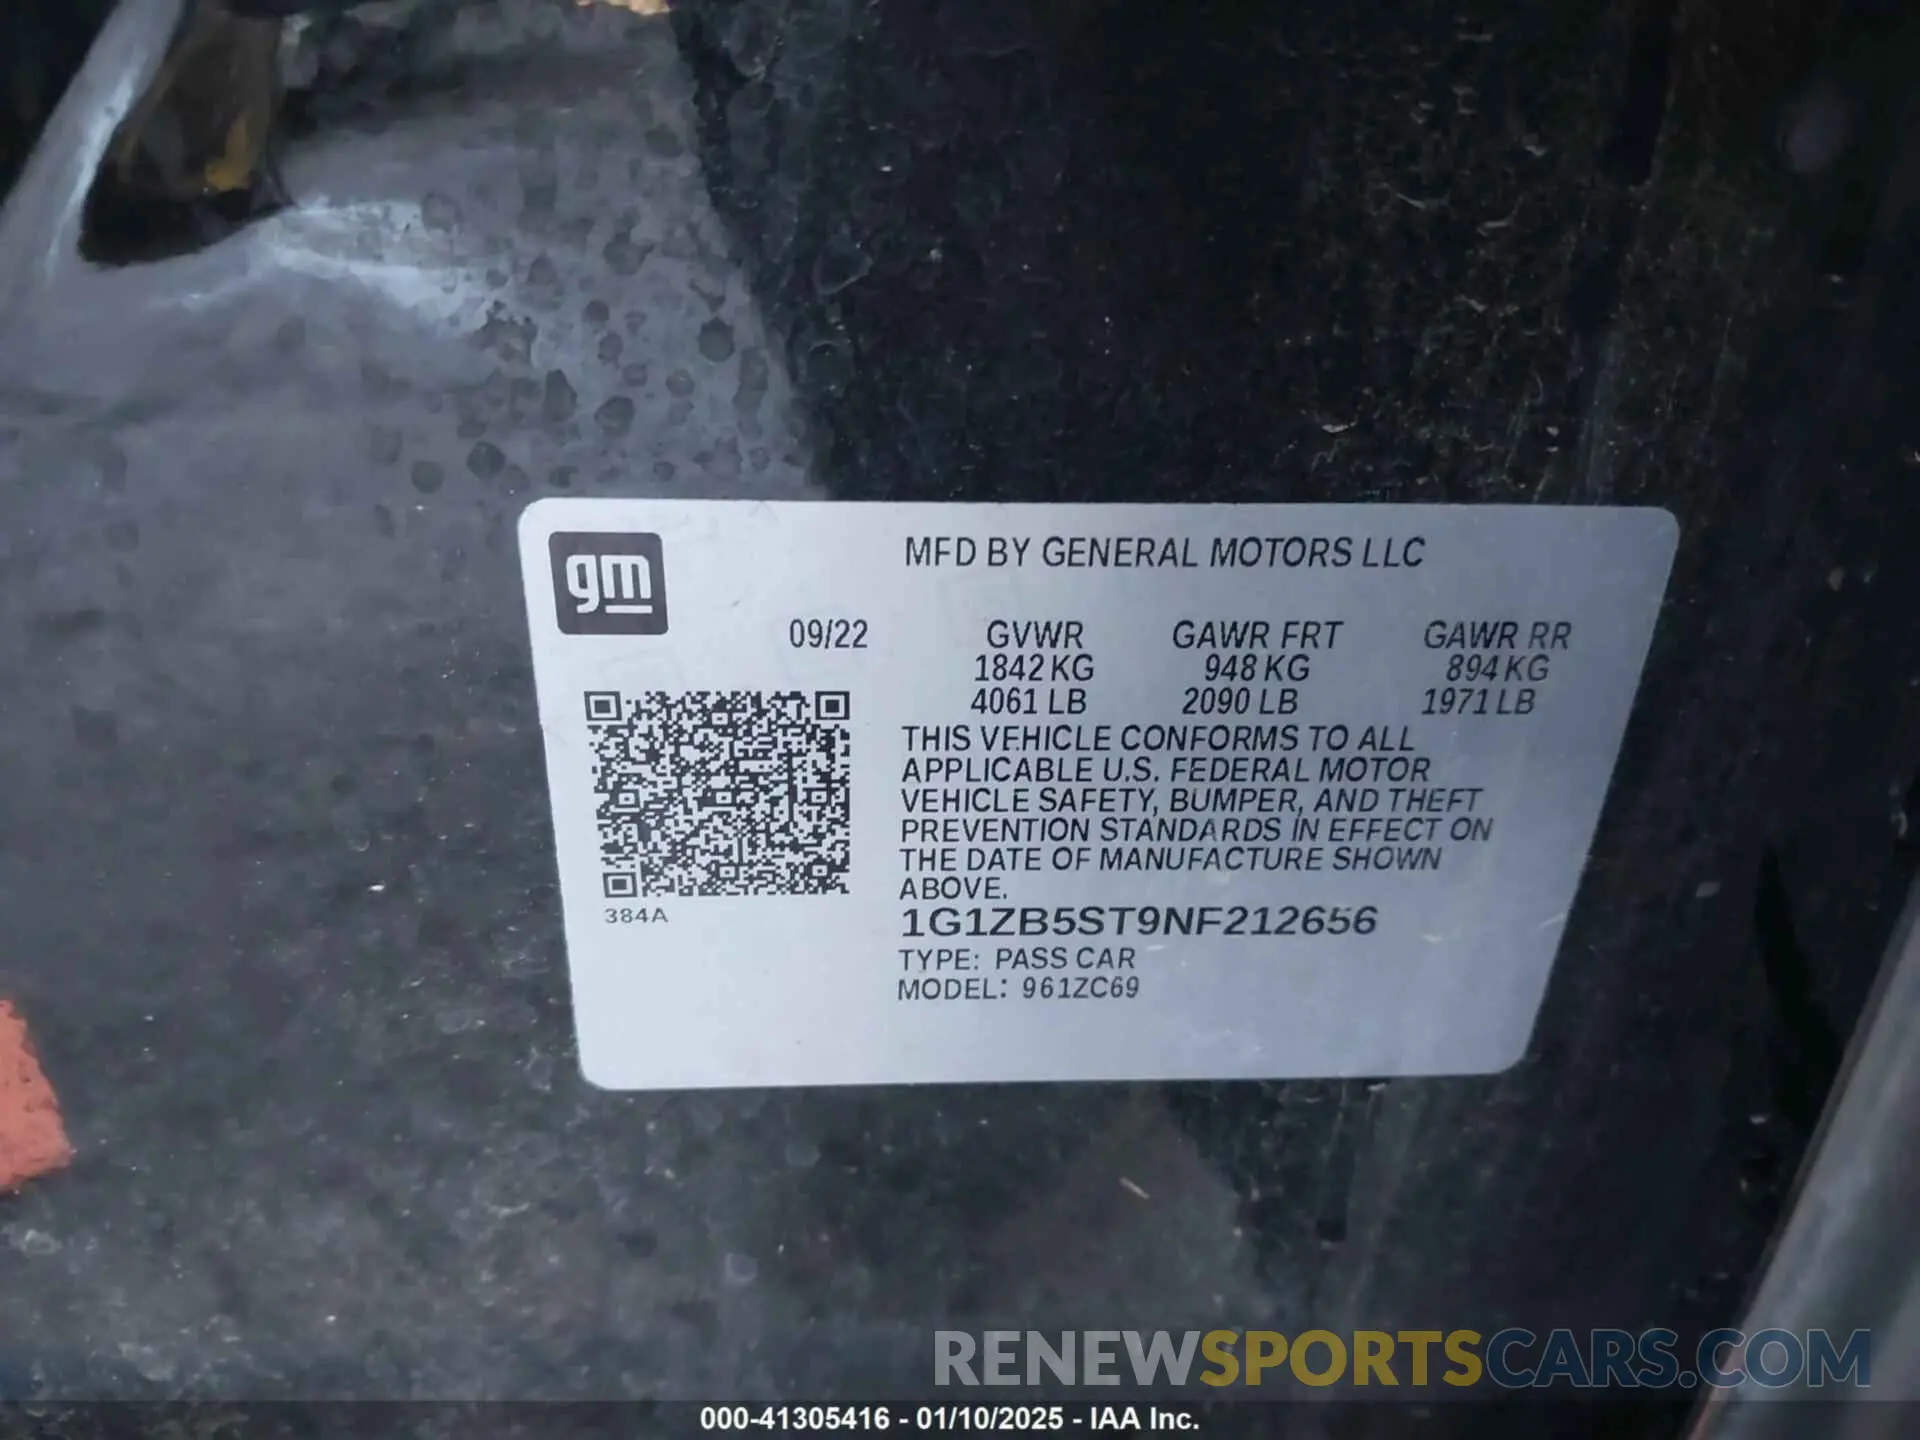 gm
MFD BY GENERAL MOTORS LLC
09/22 GVWR GAWR FRT GAWR RR
1842 KG 948 KG 894 KG
4061 LB 2090 LB 1971 LB
THIS VEHICLE CONFORMS TO ALL
APPLICABLE U.S. FEDERAL MOTOR
VEHICLE SAFETY, BUMPER, AND THEFT
PREVENTION STANDARDS IN EFFECT ON
THE DATE OF MANUFACTURE SHOWN
ABOVE.
384A
1G1ZB5ST9NF212656
TYPE: PASS CAR
MODEL: 961ZC69
RENEWSPORTSCARS.COM
000-41305416 - 01/10/2025 - IAA Inc.